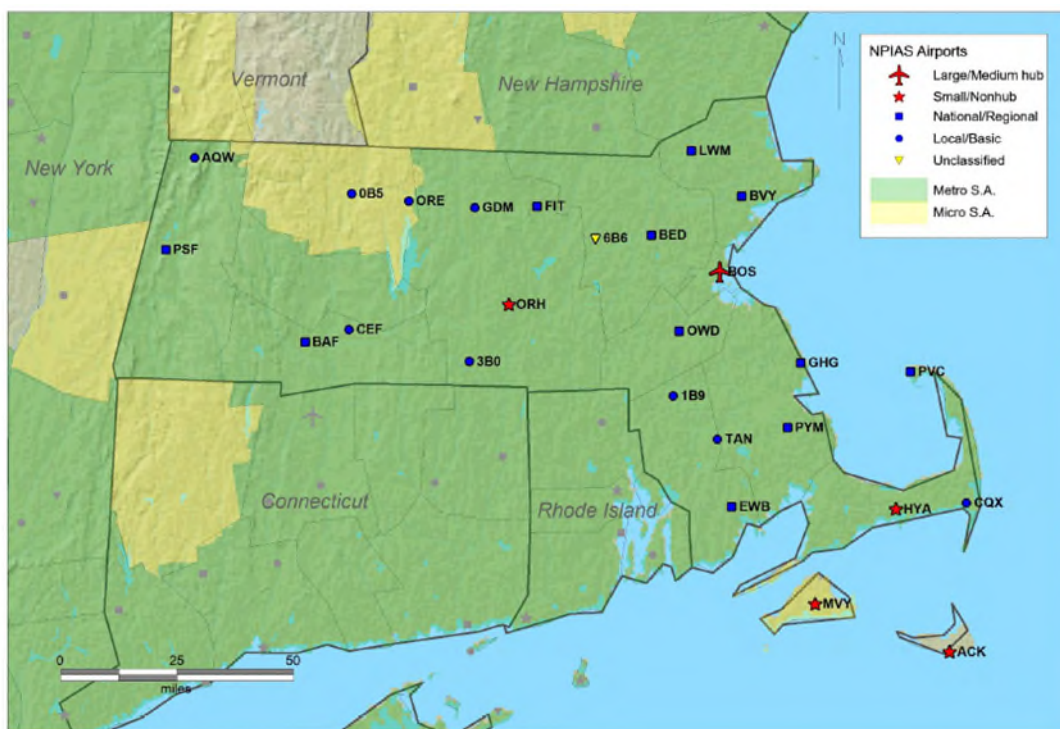 NPIAS Airports
N
Large/Medium hub
Small/Nonhub
National/Regional
Local/Basic
Unclassified
Metro S.A.
Micro S.A.
Vermont
New Hampshire
New York
AQW
LWM
0B5
ORE
GDM
FIT
BVY
PSF
6B6
BED
BOS
ORH
CEF
BAF
OWD
3B0
GHG
PVC
1B9
TAN
PYM
Connecticut
Rhode Island
EWB
HYA
CQX
MVY
ACK
0 25 50
miles